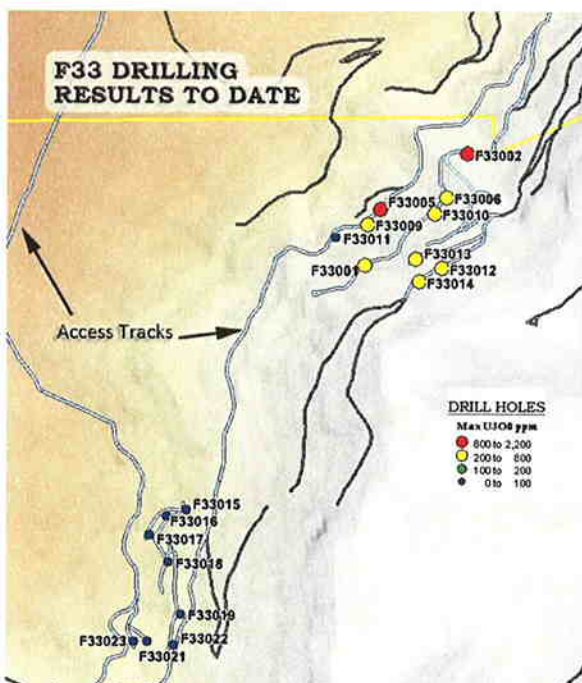 F33 DRILLING
RESULTS TO DATE
F33002
F33006
F33005
F33010
F33009
F33011
F33013
F33001
F33012
F33014
Access Tracks
DRILL HOLES
Max U3O8 ppm
600 to 2,200
200 to 600
100 to 200
0 to 100
F33015
F33016
F33017
F33018
F33019
F33023
F33022
F33021